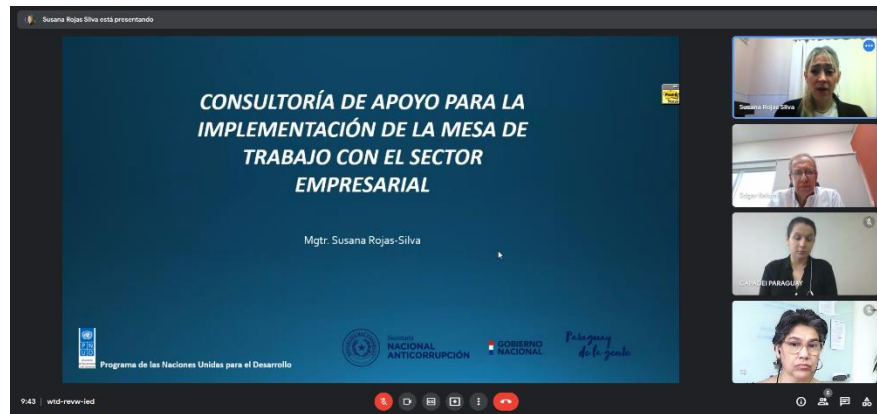 Susana Rojas Silva está presentando
CONSULTORÍA DE APOYO PARA LA
IMPLEMENTACIÓN DE LA MESA DE
TRABAJO CON EL SECTOR
EMPRESARIAL
Mgtr. Susana Rojas-Silva
PNUD
Programa de las Naciones Unidas para el Desarrollo
NACIONAL
ANTICORRUPCIÓN
GOBIERNO
NACIONAL
Paraguay
de la gente
Susana Rojas Silva
CAPADEI PARAGUAY
9:43 | wtd-revw-ied